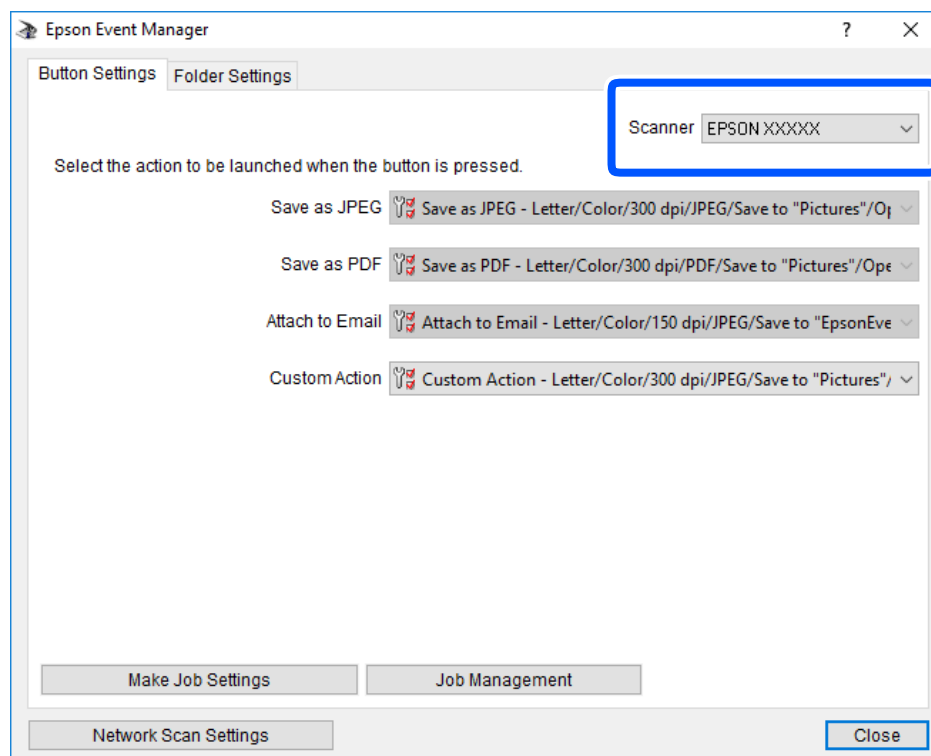 Epson Event Manager
Button Settings Folder Settings
Scanner EPSON XXXXX
Select the action to be launched when the button is pressed.
Save as JPEG Save as JPEG - Letter/Color/300 dpi/JPEG/Save to "Pictures"/Op
Save as PDF Save as PDF - Letter/Color/300 dpi/PDF/Save to "Pictures"/Ope
Attach to Email Attach to Email - Letter/Color/150 dpi/JPEG/Save to "EpsonEve
Custom Action Custom Action - Letter/Color/300 dpi/JPEG/Save to "Pictures"/
Make Job Settings Job Management
Network Scan Settings Close